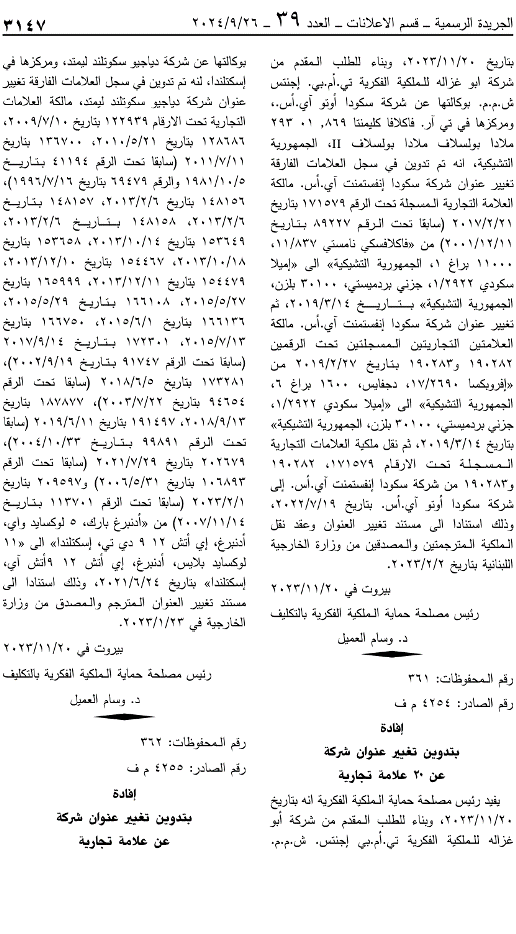 الجريدة الرسمية ــ قسم الاعلانات ــ العدد ٣٩ ــ ٢٠٢٤/٩/٢٦
٣١٤٧
بتاريخ ٢٠٢٣/١١/٢٠، وبناء للطلب المقدم من
شركة ابو غزاله للملكية الفكرية تي.أم.بي. إجنتس
ش.م.م. بوكالتها عن شركة سكودا أوتو آي.أس.،
ومركزها في تي آر. فاكلافا كليمنتا ٨٦٩، ٠١ ٢٩٣
ملادا بولسلاف ملادا بولسلاف II، الجمهورية
التشيكية، انه تم تدوين في سجل العلامات الفارقة
تغيير عنوان شركة سكودا إنفستمنت آي.أس. مالكة
العلامة التجارية المسجلة تحت الرقم ١٧١٥٧٩ بتاريخ
٢٠١٧/٢/٢١ (سابقا تحت الرقم ٨٩٢٢٧ بتاريخ
٢٠٠١/١٢/١١) من «فاكلافسكي نامستي ١١/٨٣٧،
١١٠٠٠ براغ ١، الجمهورية التشيكية» الى «إميلا
سكودي ١/٢٩٢٢، جزني بردميستي، ٣٠١٠٠ بلزن،
الجمهورية التشيكية» بتاريخ ٢٠١٩/٣/١٤، ثم
تغيير عنوان شركة سكودا إنفستمنت آي.أس. مالكة
العلامتين التجاريتين المسجلتين تحت الرقمين
١٩٠٢٨٢ و١٩٠٢٨٣ بتاريخ ٢٠١٩/٢/٢٧ من
«إفروبكسا ١٧/٢٦٩٠، دجفايس، ١٦٠٠ براغ ٦،
الجمهورية التشيكية» الى «إميلا سكودي ١/٢٩٢٢،
جزني بردميستي، ٣٠١٠٠ بلزن، الجمهورية التشيكية»
بتاريخ ٢٠١٩/٣/١٤، ثم نقل ملكية العلامات التجارية
المسجلة تحت الارقام ١٧١٥٧٩، ١٩٠٢٨٢
و١٩٠٢٨٣ من شركة سكودا إنفستمنت آي.أس. إلى
شركة سكودا أوتو آي.أس. بتاريخ ٢٠٢٢/٧/١٩،
وذلك استنادا الى مستند تغيير العنوان وعقد نقل
الملكية المترجمتين والمصدقين من وزارة الخارجية
اللبنانية بتاريخ ٢٠٢٣/٢/٢.
بيروت في ٢٠٢٣/١١/٢٠
رئيس مصلحة حماية الملكية الفكرية بالتكليف
د. وسام العميل
رقم المحفوظات: ٣٦١
رقم الصادر: ٤٢٥٤ م ف
إفادة
بتدوين تغيير عنوان شركة
عن ٢٠ علامة تجارية
يفيد رئيس مصلحة حماية الملكية الفكرية انه بتاريخ
٢٠٢٣/١١/٢٠، وبناء للطلب المقدم من شركة أبو
غزاله للملكية الفكرية تي.أم.بي إجنتس. ش.م.م.
بوكالتها عن شركة دياجيو سكوتلند ليمتد، ومركزها في
إسكتلندا، لنه تم تدوين في سجل العلامات الفارقة تغيير
عنوان شركة دياجيو سكوتلند ليمتد، مالكة العلامات
التجارية تحت الارقام ١٢٢٩٣٩ بتاريخ ٢٠٠٩/٧/١٠،
١٢٨٦٨٦ بتاريخ ٢٠١٠/٥/٢١، ١٣٦٧٠٠ بتاريخ
٢٠١١/٧/١١ (سابقا تحت الرقم ٤١١٩٤ بتاريخ
١٩٨١/١٠/٥ والرقم ٦٩٤٧٩ بتاريخ ١٩٩٦/٧/١٦)،
١٤٨١٥٦ بتاريخ ٢٠١٣/٢/٦، ١٤٨١٥٧ بتاريخ
٢٠١٣/٢/٦، ١٤٨١٥٨ بتاريخ ٢٠١٣/٢/٦،
١٥٣٦٤٩ بتاريخ ٢٠١٣/١٠/١٤، ١٥٣٦٥٨ بتاريخ
٢٠١٣/١٠/١٨، ١٥٤٤٦٧ بتاريخ ٢٠١٣/١٢/١٠،
١٥٤٤٧٩ بتاريخ ٢٠١٣/١٢/١١، ١٦٥٩٩٩ بتاريخ
٢٠١٥/٥/٢٧، ١٦٦١٠٨ بتاريخ ٢٠١٥/٥/٢٩،
١٦٦١٣٦ بتاريخ ٢٠١٥/٦/١، ١٦٦٧٥٠ بتاريخ
٢٠١٥/٧/١٣، ١٧٢٣٠١ بتاريخ ٢٠١٧/٩/١٤
(سابقا تحت الرقم ٩١٧٤٧ بتاريخ ٢٠٠٢/٩/١٩)،
١٧٣٢٨١ بتاريخ ٢٠١٨/٦/٥ (سابقا تحت الرقم
٩٤٦٥٤ بتاريخ ٢٠٠٣/٧/٢٢)، ١٨٧٨٧٧ بتاريخ
٢٠١٨/٩/١٣، ١٩١٤٩٧ بتاريخ ٢٠١٩/٦/١١ (سابقا
تحت الرقم ٩٩٨٩١ بتاريخ ٢٠٠٤/١٠/٣٣)،
٢٠٢٦٧٩ بتاريخ ٢٠٢١/٧/٢٩ (سابقا تحت الرقم
١٠٦٨٩٣ بتاريخ ٢٠٠٦/٥/٣١) و٢٠٩٥٩٧ بتاريخ
٢٠٢٣/٢/١ (سابقا تحت الرقم ١١٣٧٠١ بتاريخ
٢٠٠٧/١١/١٤) من «أدنبرغ بارك، ٥ لوكسايد واي،
أدنبرغ، إي أتش ١٢ ٩ دي تي، إسكتلندا» الى «١١
لوكسايد بلايس، أدنبرغ، إي أتش ١٢ ٩أتش آي،
إسكتلندا» بتاريخ ٢٠٢١/٦/٢٤، وذلك استنادا الى
مستند تغيير العنوان المترجم والمصدق من وزارة
الخارجية في ٢٠٢٣/١/٢٣.
بيروت في ٢٠٢٣/١١/٢٠
رئيس مصلحة حماية الملكية الفكرية بالتكليف
د. وسام العميل
رقم المحفوظات: ٣٦٢
رقم الصادر: ٤٢٥٥ م ف
إفادة
بتدوين تغيير عنوان شركة
عن علامة تجارية